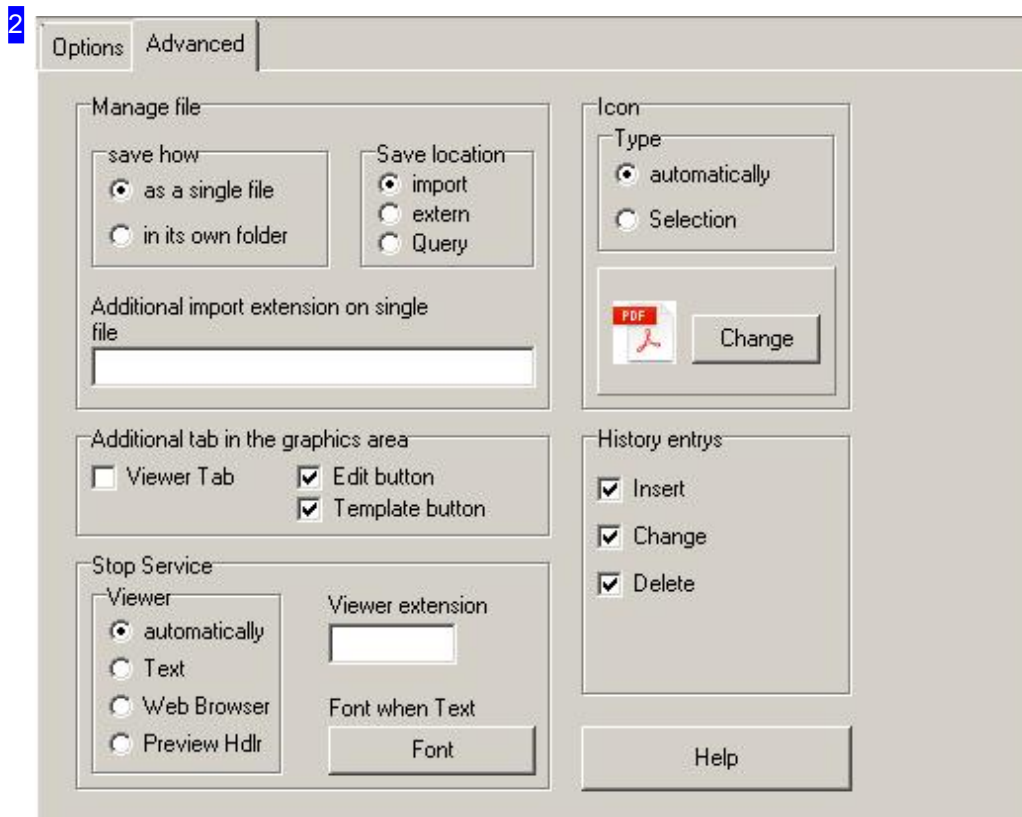 2
Options
Advanced
Manage file
save how
as a single file
in its own folder
Save location
import
extern
Query
Additional import extension on single
file
Icon
Type
automatically
Selection
PDF
Change
Additional tab in the graphics area
Viewer Tab
Edit button
Template button
History entrys
Insert
Change
Delete
Stop Service
Viewer
automatically
Text
Web Browser
Preview Hdlr
Viewer extension
Font when Text
Font
Help